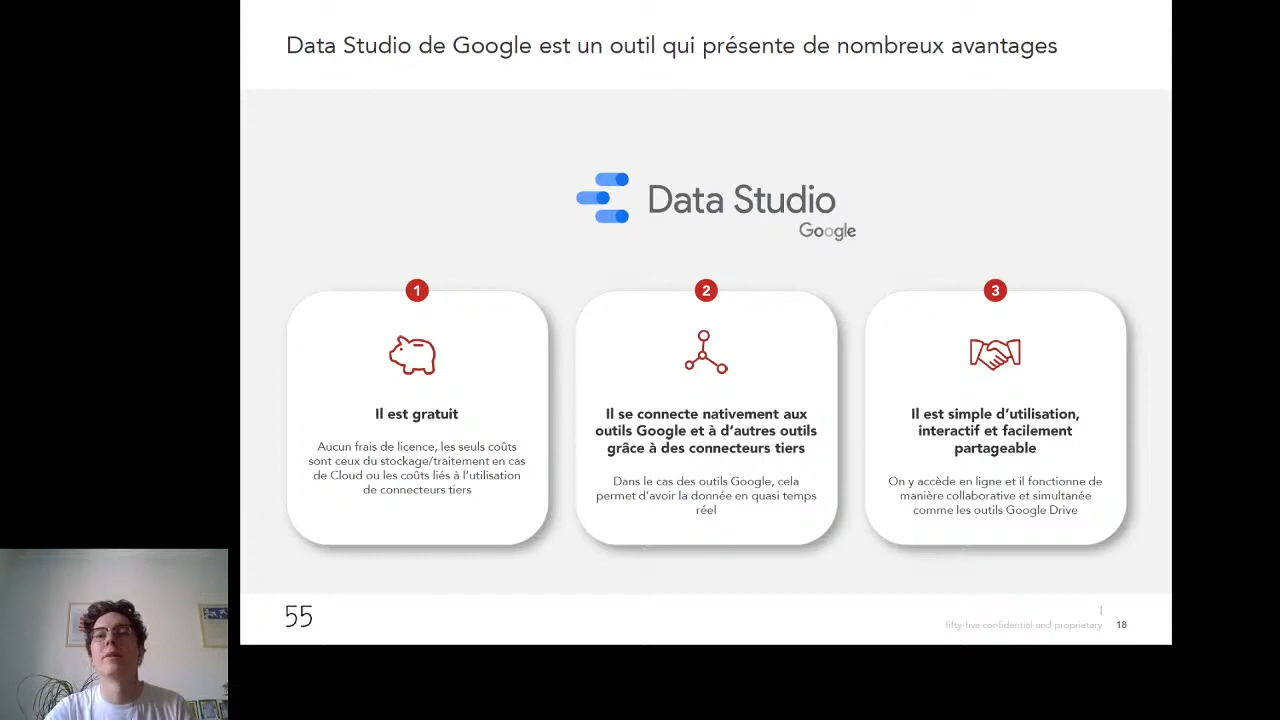 Data Studio de Google est un outil qui présente de nombreux avantages
Data Studio
Google
1
Il est gratuit
Aucun frais de licence, les seuls coûts
sont ceux du stockage/traitement en cas
de Cloud ou les coûts liés à l'utilisation
de connecteurs tiers
2
Il se connecte nativement aux
outils Google et à d'autres outils
grâce à des connecteurs tiers
Dans le cas des outils Google, cela
permet d'avoir la donnée en quasi temps
réel
3
Il est simple d'utilisation,
interactif et facilement
partageable
On y accède en ligne et il fonctionne de
manière collaborative et simultanée
comme les outils Google Drive
55
fifty-five confidential and proprietary
18